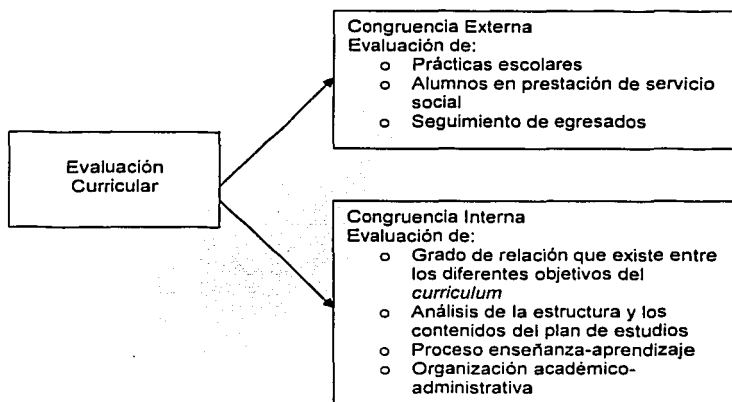 Evaluación
Curricular
Congruencia Externa
Evaluación de:
o Prácticas escolares
o Alumnos en prestación de servicio
social
o Seguimiento de egresados
Congruencia Interna
Evaluación de:
o Grado de relación que existe entre
los diferentes objetivos del
curriculum
o Análisis de la estructura y los
contenidos del plan de estudios
o Proceso enseñanza-aprendizaje
o Organización académico-
administrativa